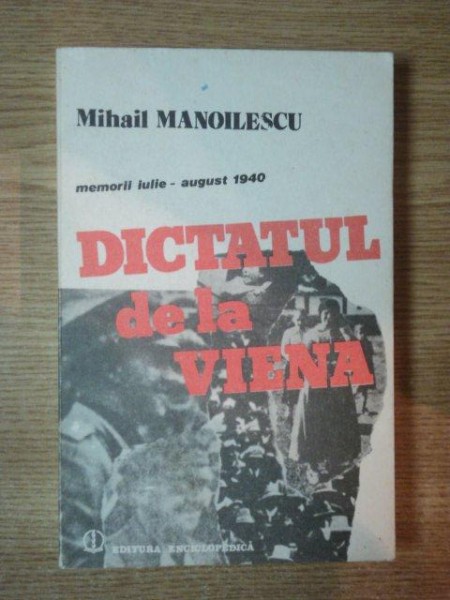 Mihail MANOILESCU
memorii iulie - august 1940
DICTATUL
de la
VIENA
EDITURA ENCICLOPEDICĂ